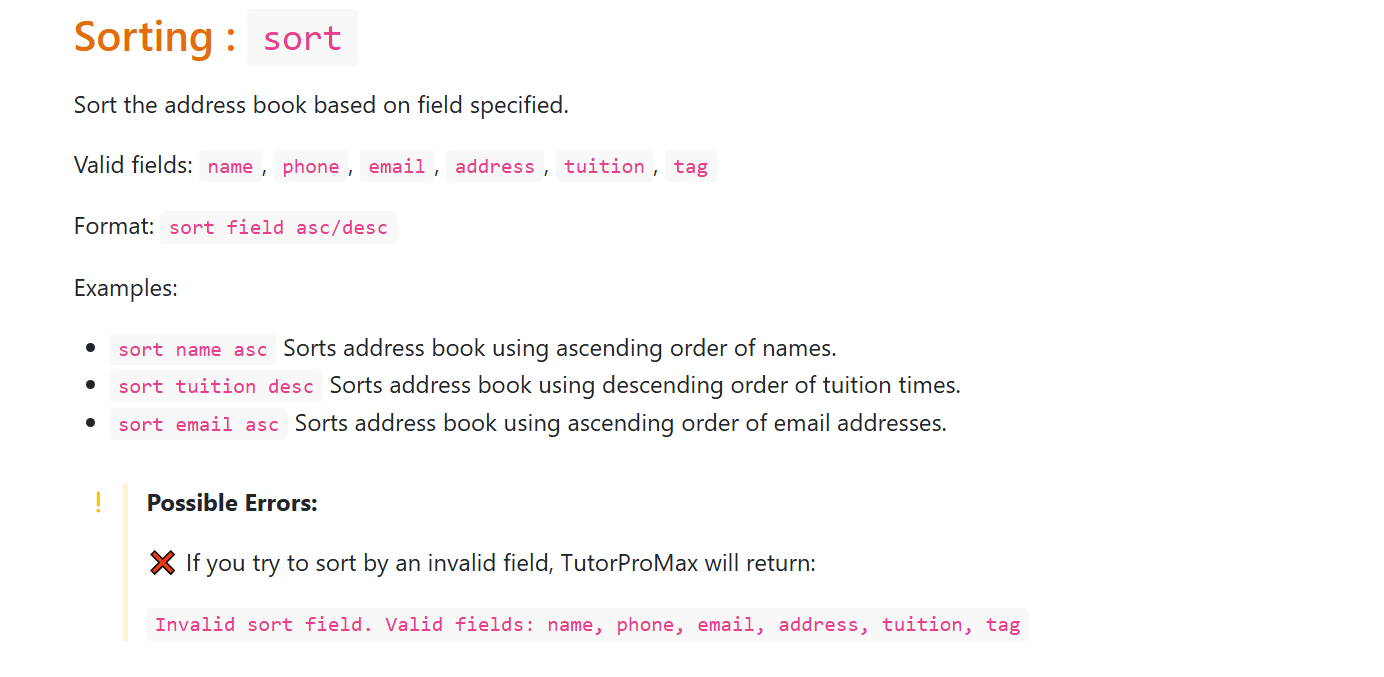 Sorting : sort
Sort the address book based on field specified.
Valid fields: name, phone, email, address, tuition, tag
Format: sort field asc/desc
Examples:
• sort name asc Sorts address book using ascending order of names.
• sort tuition desc Sorts address book using descending order of tuition times.
• sort email asc Sorts address book using ascending order of email addresses.
! Possible Errors:
❌ If you try to sort by an invalid field, TutorProMax will return:
Invalid sort field. Valid fields: name, phone, email, address, tuition, tag